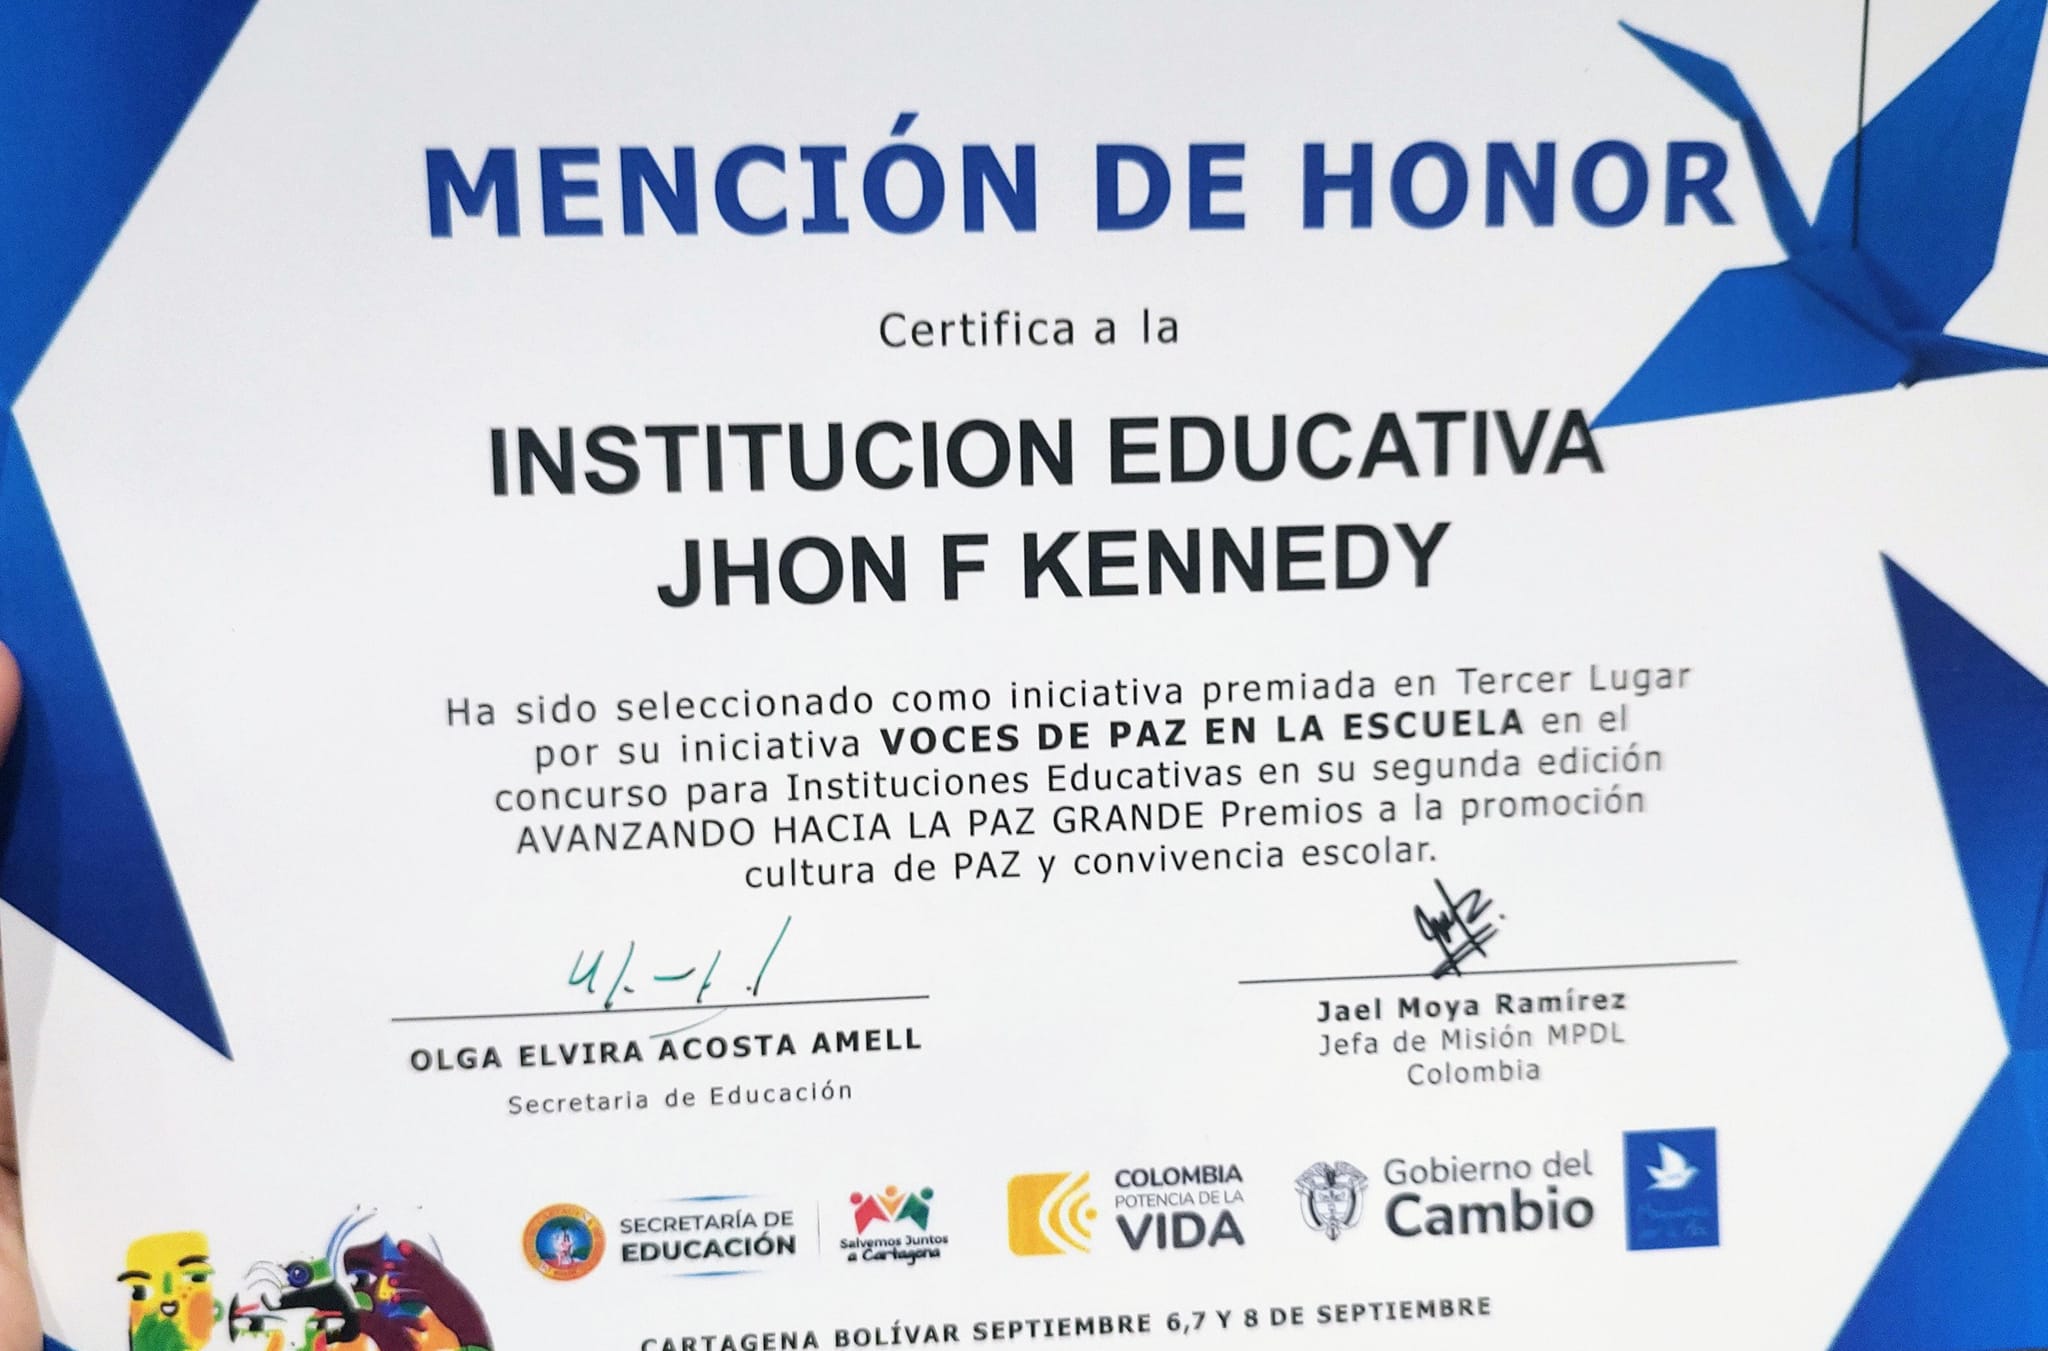 MENCIÓN DE HONOR
Certifica a la
INSTITUCION EDUCATIVA
JHON F KENNEDY
Ha sido seleccionado como iniciativa premiada en Tercer Lugar
por su iniciativa VOCES DE PAZ EN LA ESCUELA en el
concurso para Instituciones Educativas en su segunda edición
AVANZANDO HACIA LA PAZ GRANDE Premios a la promoción
cultura de PAZ y convivencia escolar.
OLGA ELVIRA ACOSTA AMELL
Secretaria de Educación
Jael Moya Ramírez
Jefa de Misión MPDL
Colombia
SECRETARÍA DE
EDUCACIÓN
Salvemos Juntos
a Cartagena
COLOMBIA
POTENCIA DE LA
VIDA
Gobierno del
Cambio
CARTAGENA BOLÍVAR SEPTIEMBRE 6,7 Y 8 DE SEPTIEMBRE